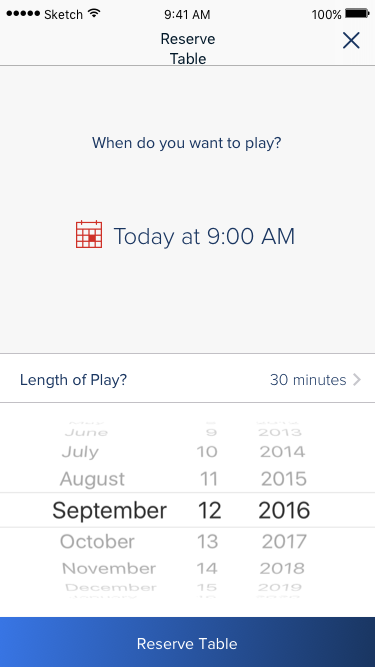 Sketch 9:41 AM 100%
Reserve
Table
When do you want to play?
Today at 9:00 AM
Length of Play? 30 minutes
June 9 2013
July 10 2014
August 11 2015
September 12 2016
October 13 2017
November 14 2018
December 15 2019
Reserve Table